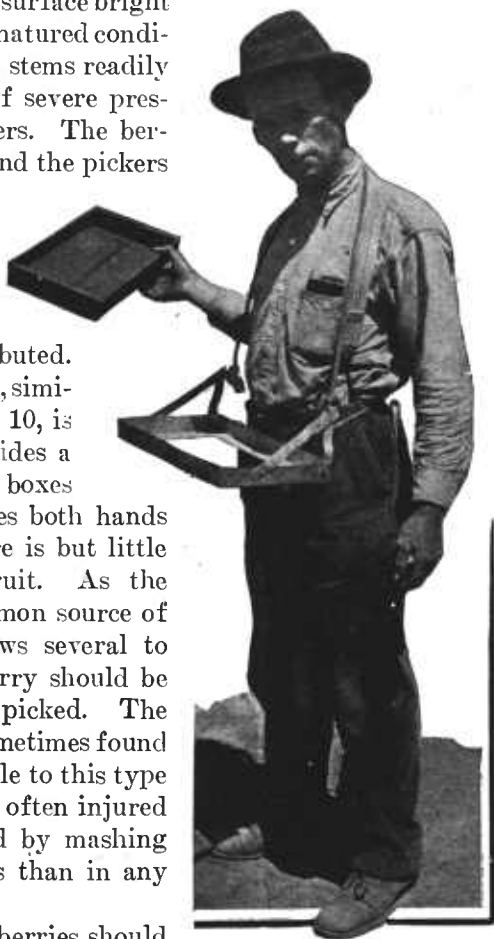 surface bright
natured condi-
stems readily
f severe pres-
ers. The ber-
nd the pickers
buted.
, simi-
10, is
ides a
boxes
es both hands
e is but little
uit. As the
mon source of
ws several to
rry should be
picked. The
metimes found
le to this type
often injured
d by mashing
s than in any
berries should